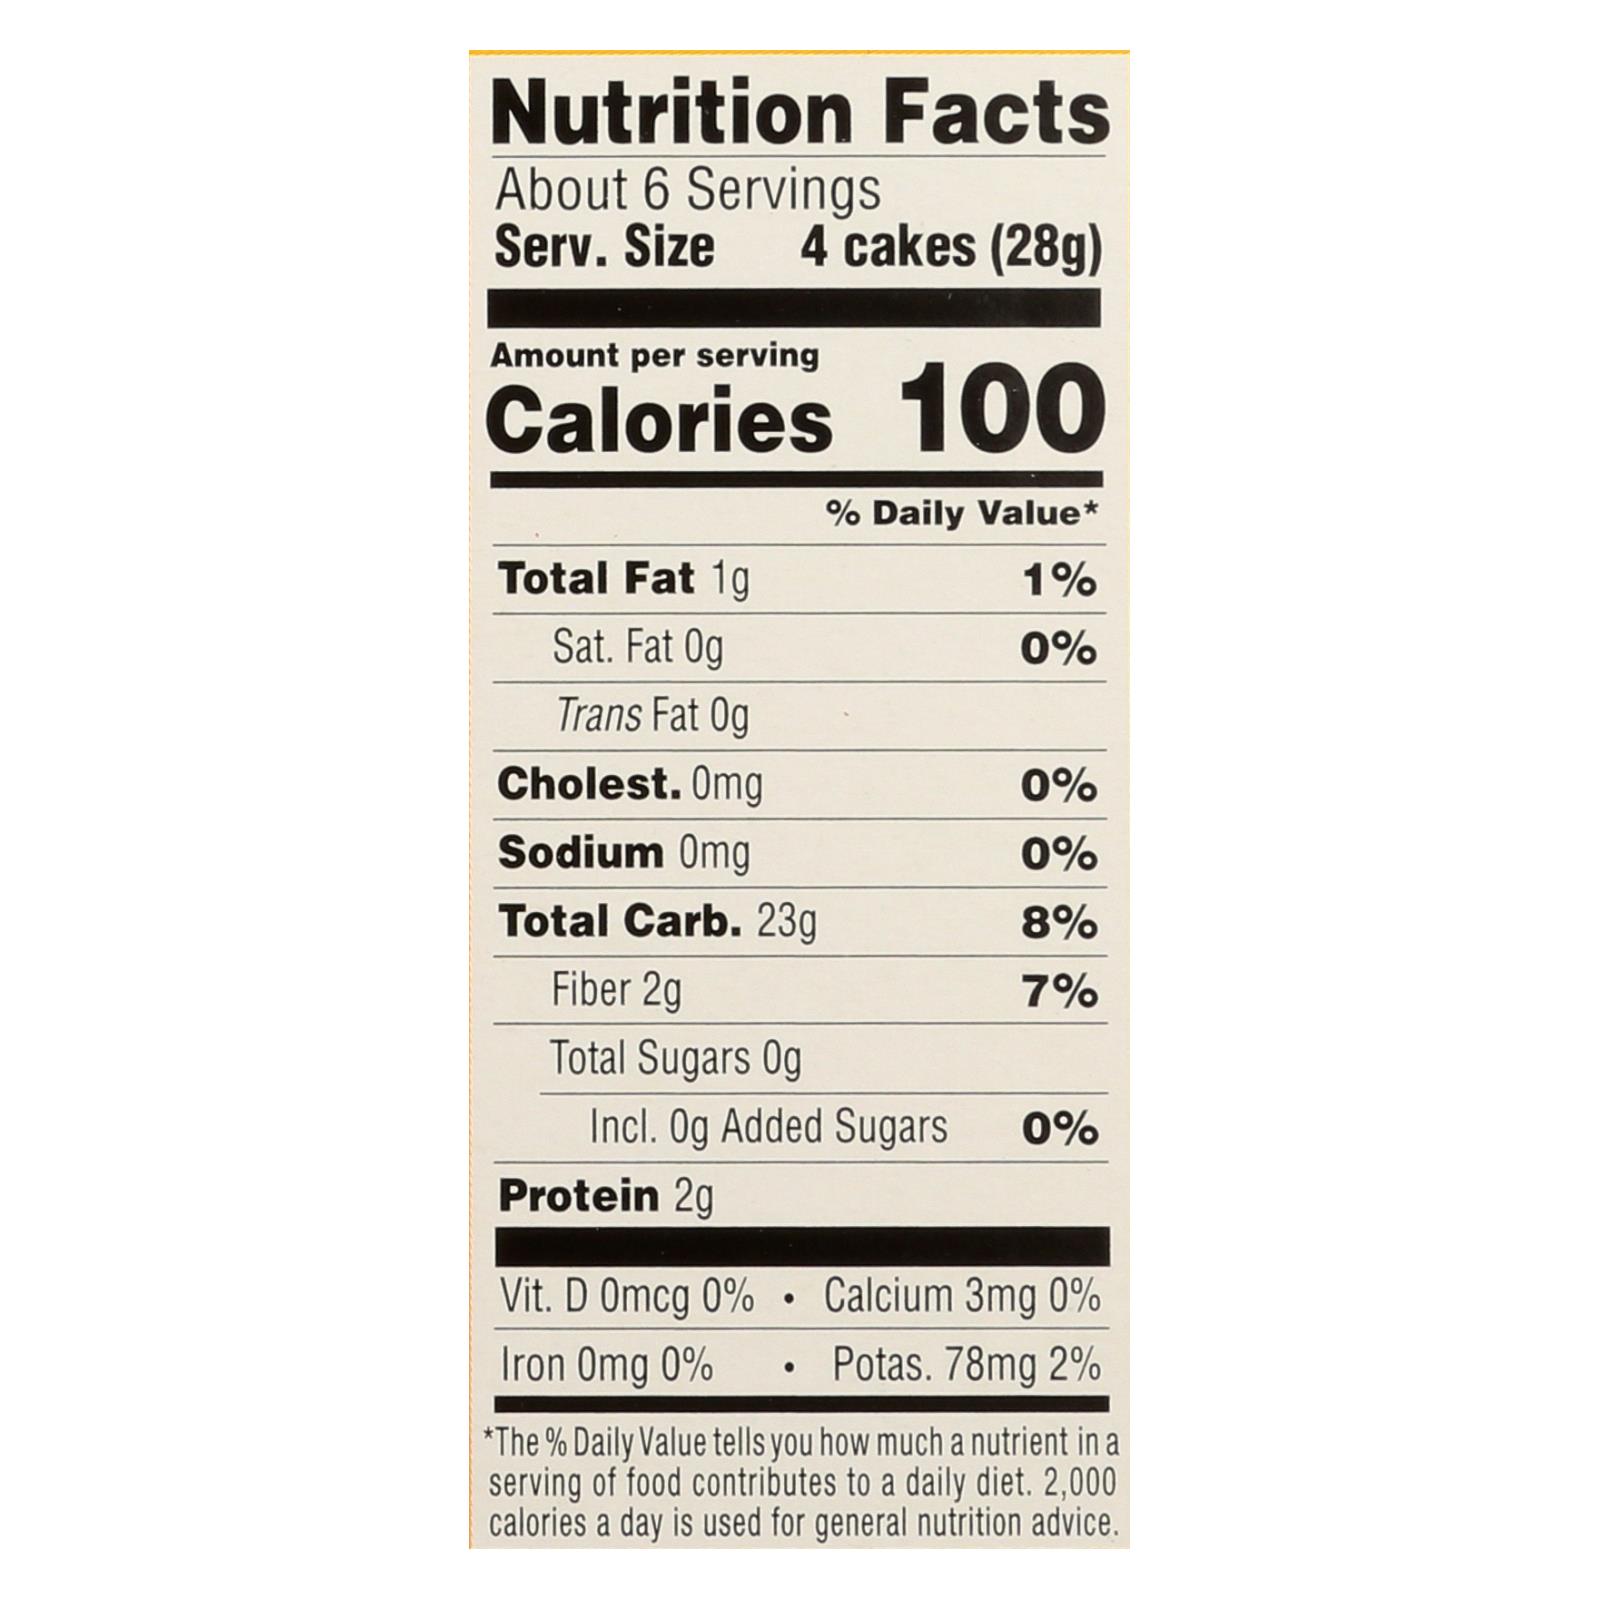 Nutrition Facts
About 6 Servings
Serv. Size 4 cakes (28g)
Amount per serving
Calories 100
% Daily Value*
Total Fat 1g 1%
Sat. Fat 0g 0%
Trans Fat 0g
Cholest. 0mg 0%
Sodium 0mg 0%
Total Carb. 23g 8%
Fiber 2g 7%
Total Sugars 0g
Incl. 0g Added Sugars 0%
Protein 2g
Vit. D 0mcg 0% • Calcium 3mg 0%
Iron 0mg 0% • Potas. 78mg 2%
*The % Daily Value tells you how much a nutrient in a
serving of food contributes to a daily diet. 2,000
calories a day is used for general nutrition advice.